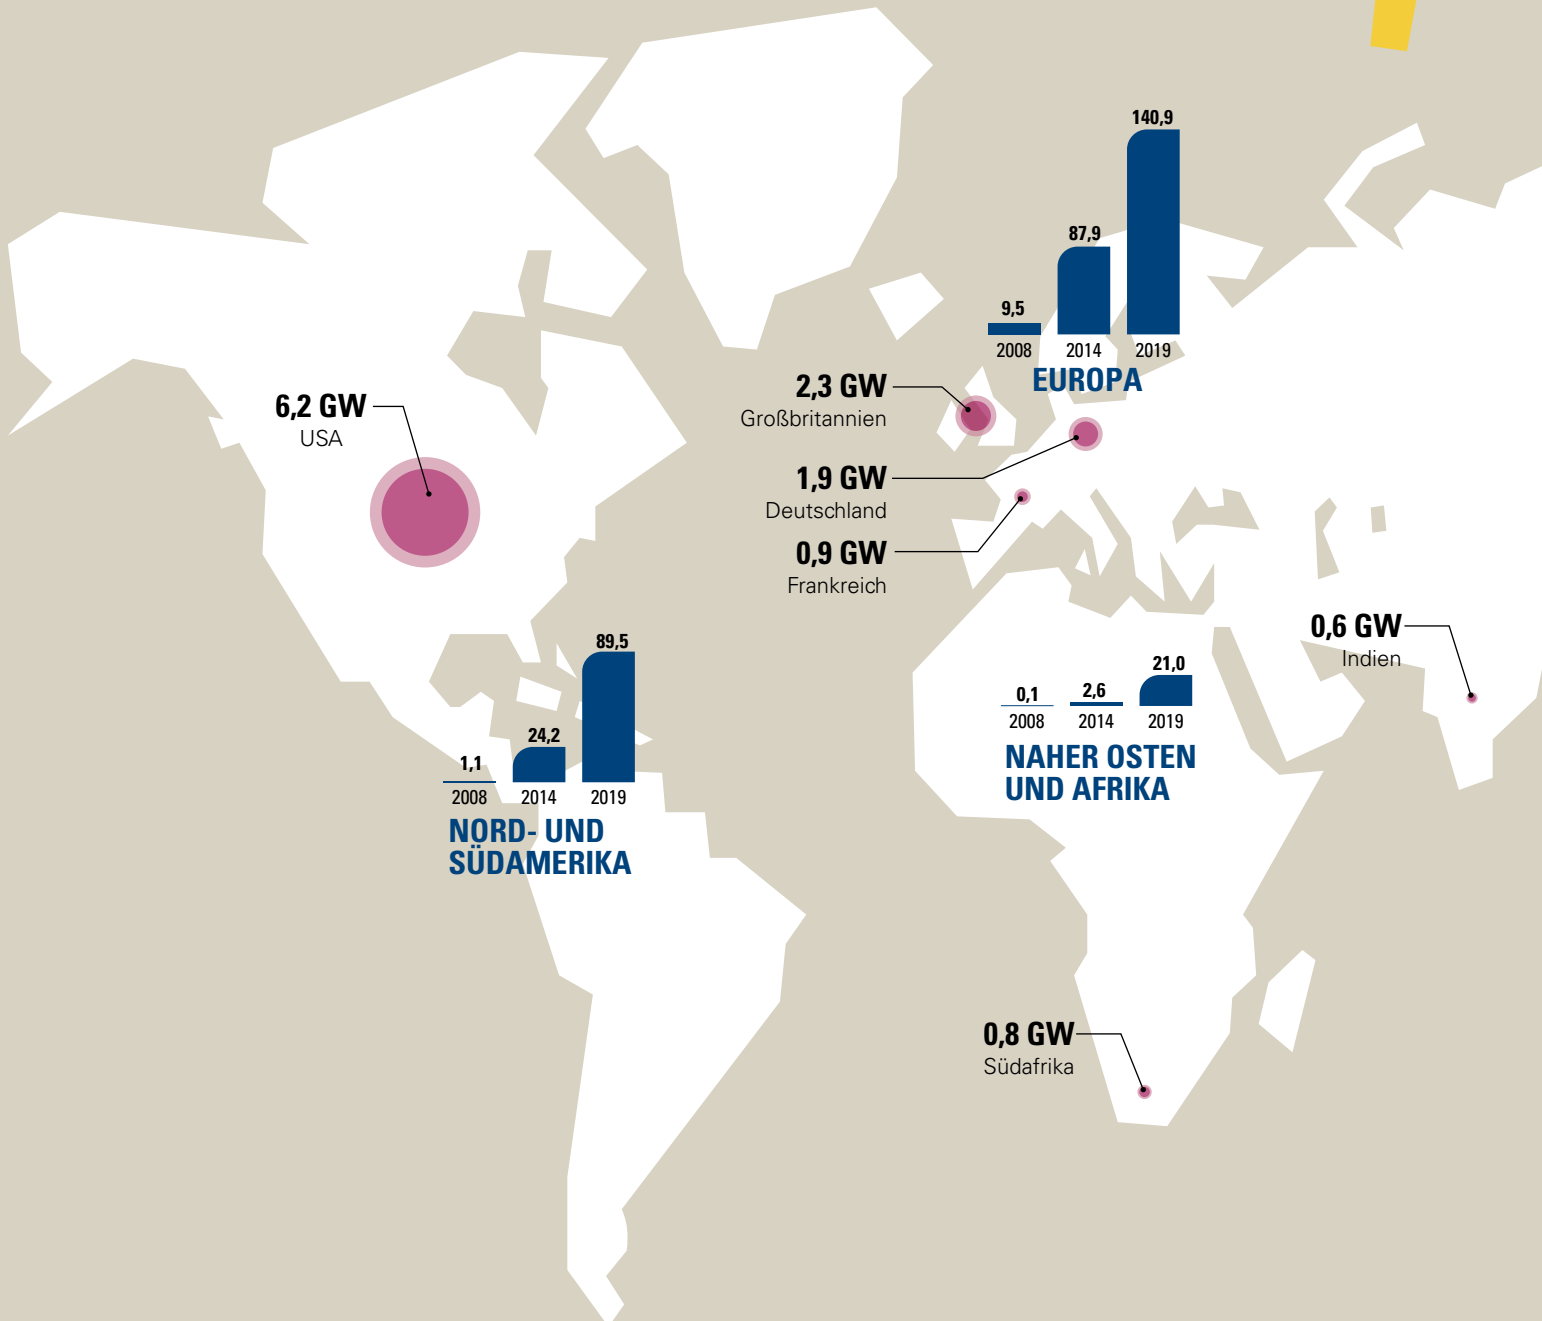 140,9
87,9
9,5
2008 2014 2019
EUROPA
2,3 GW
Großbritannien
6,2 GW
USA
1,9 GW
Deutschland
0,9 GW
Frankreich
0,6 GW
Indien
89,5
24,2
1,1
2008 2014 2019
NORD- UND
SÜDAMERIKA
21,0
0,1 2,6
2008 2014 2019
NAHER OSTEN
UND AFRIKA
0,8 GW
Südafrika